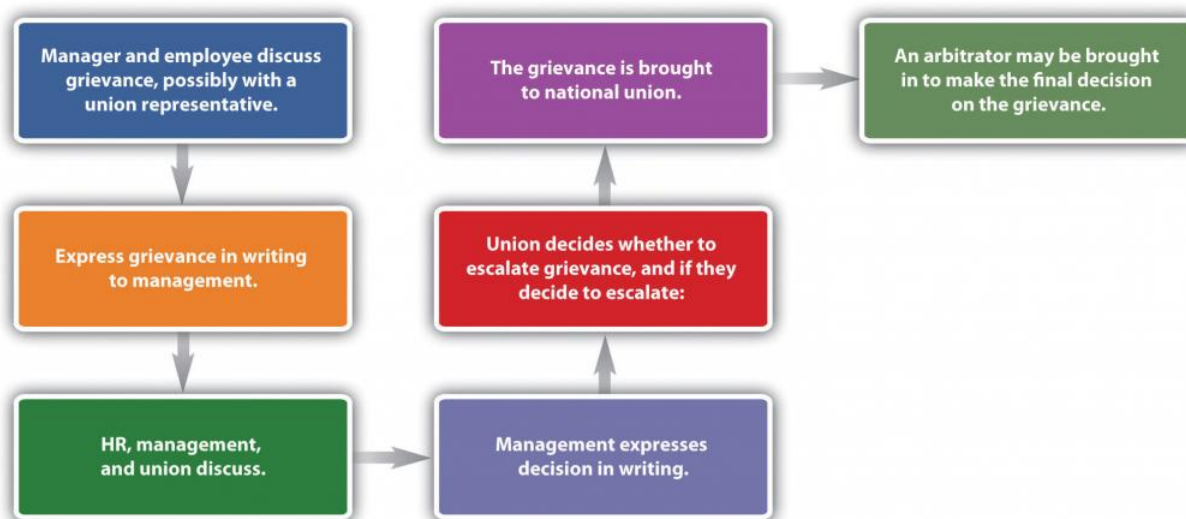 Manager and employee discuss
grievance, possibly with a
union representative.
Express grievance in writing
to management.
HR, management,
and union discuss.
Management expresses
decision in writing.
Union decides whether to
escalate grievance, and if they
decide to escalate:
The grievance is brought
to national union.
An arbitrator may be brought
in to make the final decision
on the grievance.